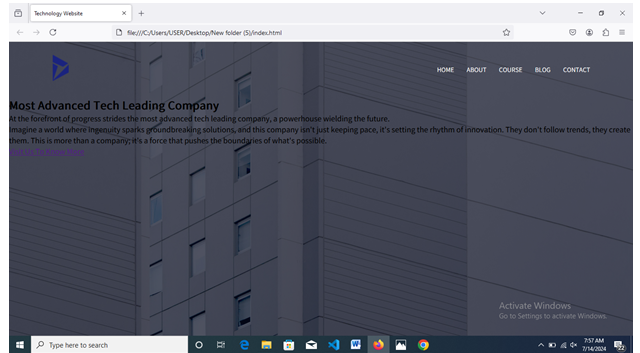 Technology Website
file:///C:/Users/USER/Desktop/New folder (5)/index.html
HOME ABOUT COURSE BLOG CONTACT
Most Advanced Tech Leading Company
At the forefront of progress strides the most advanced tech leading company, a powerhouse wielding the future.
Imagine a world where ingenuity sparks groundbreaking solutions, and this company isn't just keeping pace, it's setting the rhythm of innovation. They don't follow trends, they create
them. This is more than a company; it's a force that pushes the boundaries of what's possible.
Activate Windows
Go to Settings to activate Windows.
Type here to search
7:57 AM
7/14/2024
22